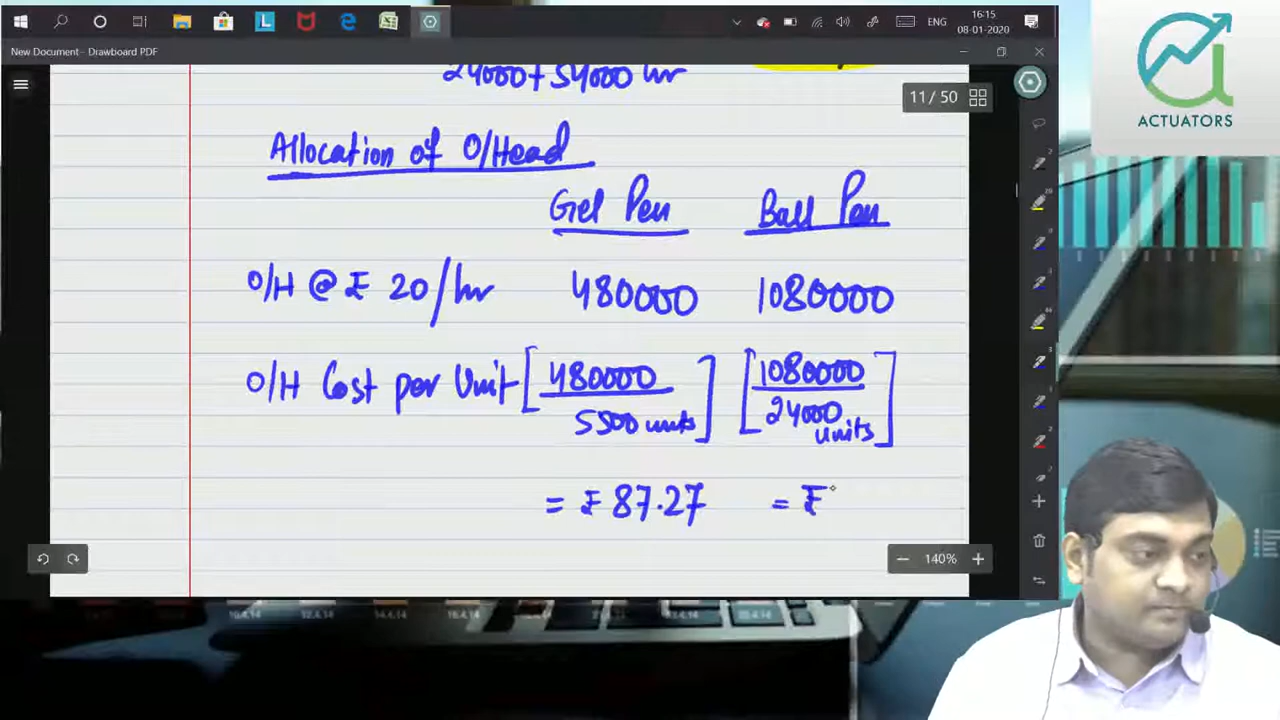 16:15
ENG
08-01-2020
New Document - Drawboard PDF
ACTUATORS
24000+54000 hr
11 / 50
Allocation of O/Head
Gel Pen Ball Pen
O/H @ ₹ 20/hr 480000 1080000
O/H Cost per Unit [480000 / 5500 units] [1080000 / 24000 units]
= ₹ 87.27 = ₹
140%